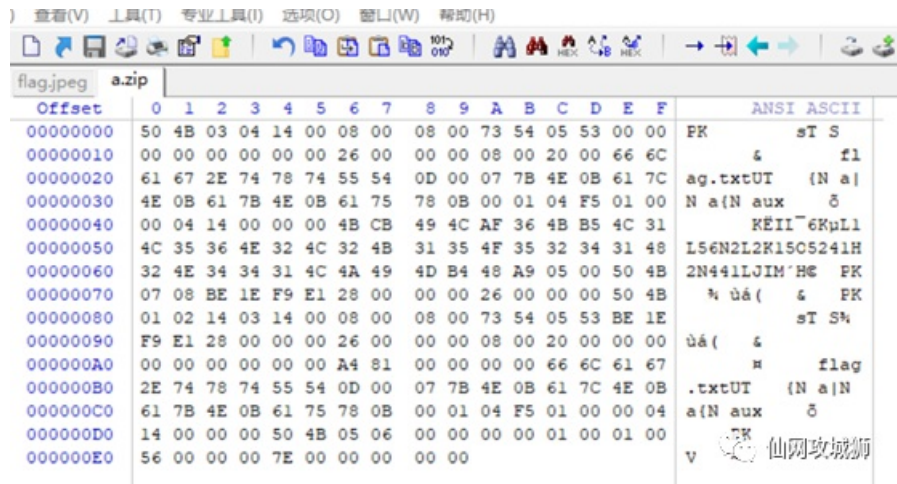 查看(V) 工具(T) 专业工具(I) 选项(O) 窗口(W) 帮助(H)
flag.jpeg a.zip
Offset 0 1 2 3 4 5 6 7 8 9 A B C D E F ANSI ASCII
00000000 50 4B 03 04 14 00 08 00 08 00 73 54 05 53 00 00 PK sT S
00000010 00 00 00 00 00 00 26 00 00 00 08 00 20 00 66 6C & fl
00000020 61 67 2E 74 78 74 55 54 0D 00 07 7B 4E 0B 61 7C ag.txtUT {N a|
00000030 4E 0B 61 7B 4E 0B 61 75 78 0B 00 01 04 F5 01 00 N a{N aux õ
00000040 00 04 14 00 00 00 4B CB 49 4C AF 36 4B B5 4C 31 KËIL¯6KµL1
00000050 4C 35 36 4E 32 4C 32 4B 31 35 4F 35 32 34 31 48 L56N2L2K15O5241H
00000060 32 4E 34 34 31 4C 4A 49 4D B4 48 A9 05 00 50 4B 2N441LJIM´H© PK
00000070 07 08 BE 1E F9 E1 28 00 00 00 26 00 00 00 50 4B ¾ ùá( & PK
00000080 01 02 14 03 14 00 08 00 08 00 73 54 05 53 BE 1E sT S¾
00000090 F9 E1 28 00 00 00 26 00 00 00 08 00 20 00 00 00 ùá( &
000000A0 00 00 00 00 00 00 A4 81 00 00 00 00 66 6C 61 67 ¤ flag
000000B0 2E 74 78 74 55 54 0D 00 07 7B 4E 0B 61 7C 4E 0B .txtUT {N a|N
000000C0 61 7B 4E 0B 61 75 78 0B 00 01 04 F5 01 00 00 04 a{N aux õ
000000D0 14 00 00 00 50 4B 05 06 00 00 00 00 01 00 01 00 PK
000000E0 56 00 00 00 7E 00 00 00 00 00 V
仙网攻城狮